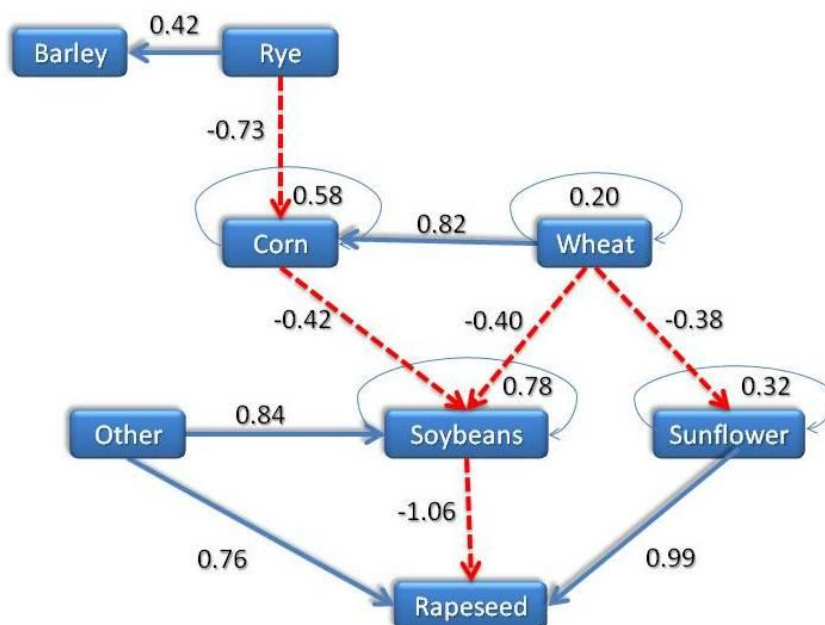 0.42
Barley
Rye
-0.73
0.58
0.20
Corn
0.82
Wheat
-0.42
-0.40
-0.38
0.78
0.32
Other
0.84
Soybeans
Sunflower
-1.06
0.76
0.99
Rapeseed